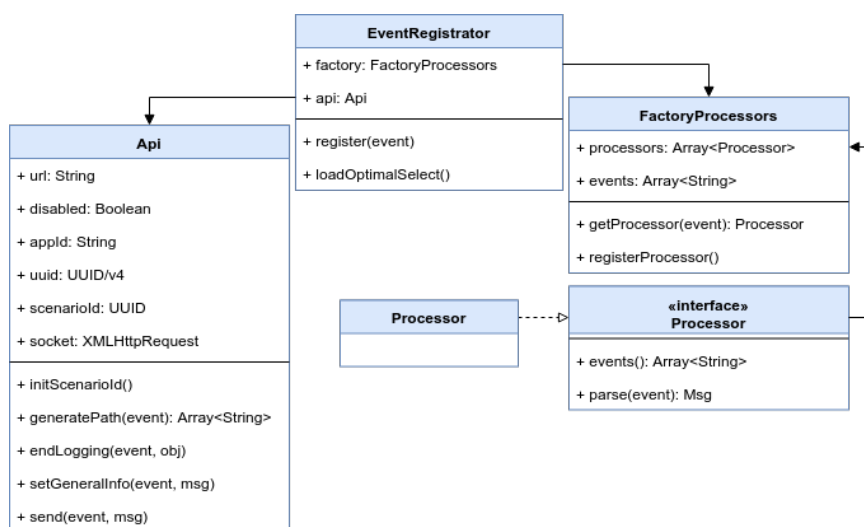 EventRegistrator
+ factory: FactoryProcessors
+ api: Api
+ register(event)
+ loadOptimalSelect()
FactoryProcessors
+ processors: Array<Processor>
+ events: Array<String>
+ getProcessor(event): Processor
+ registerProcessor()
Api
+ url: String
+ disabled: Boolean
+ appId: String
+ uuid: UUID/v4
+ scenarioId: UUID
+ socket: XMLHttpRequest
+ initScenarioId()
+ generatePath(event): Array<String>
+ endLogging(event, obj)
+ setGeneralInfo(event, msg)
+ send(event, msg)
Processor
«interface»
Processor
+ events(): Array<String>
+ parse(event): Msg